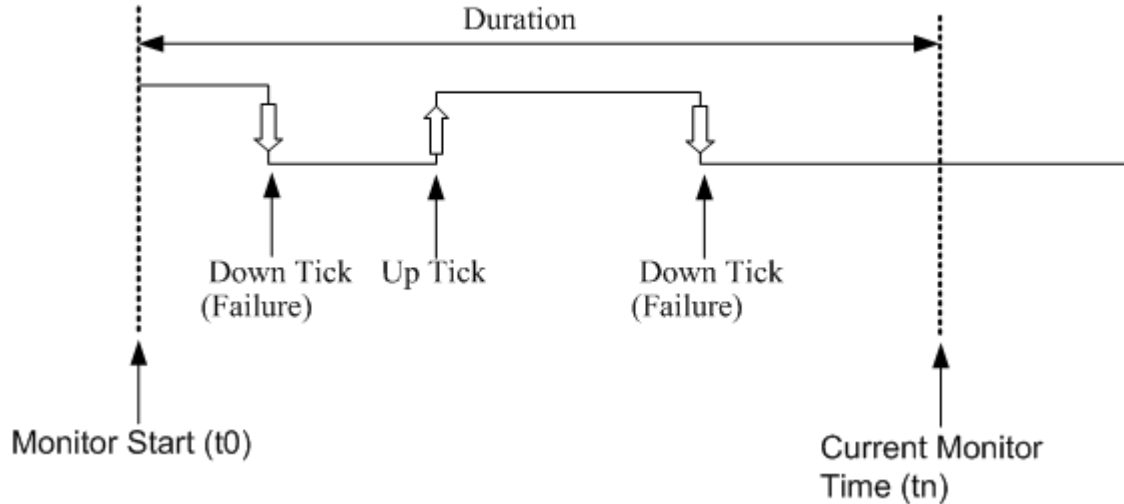 Duration
Down Tick
(Failure)
Up Tick
Down Tick
(Failure)
Monitor Start (t0)
Current Monitor
Time (tn)